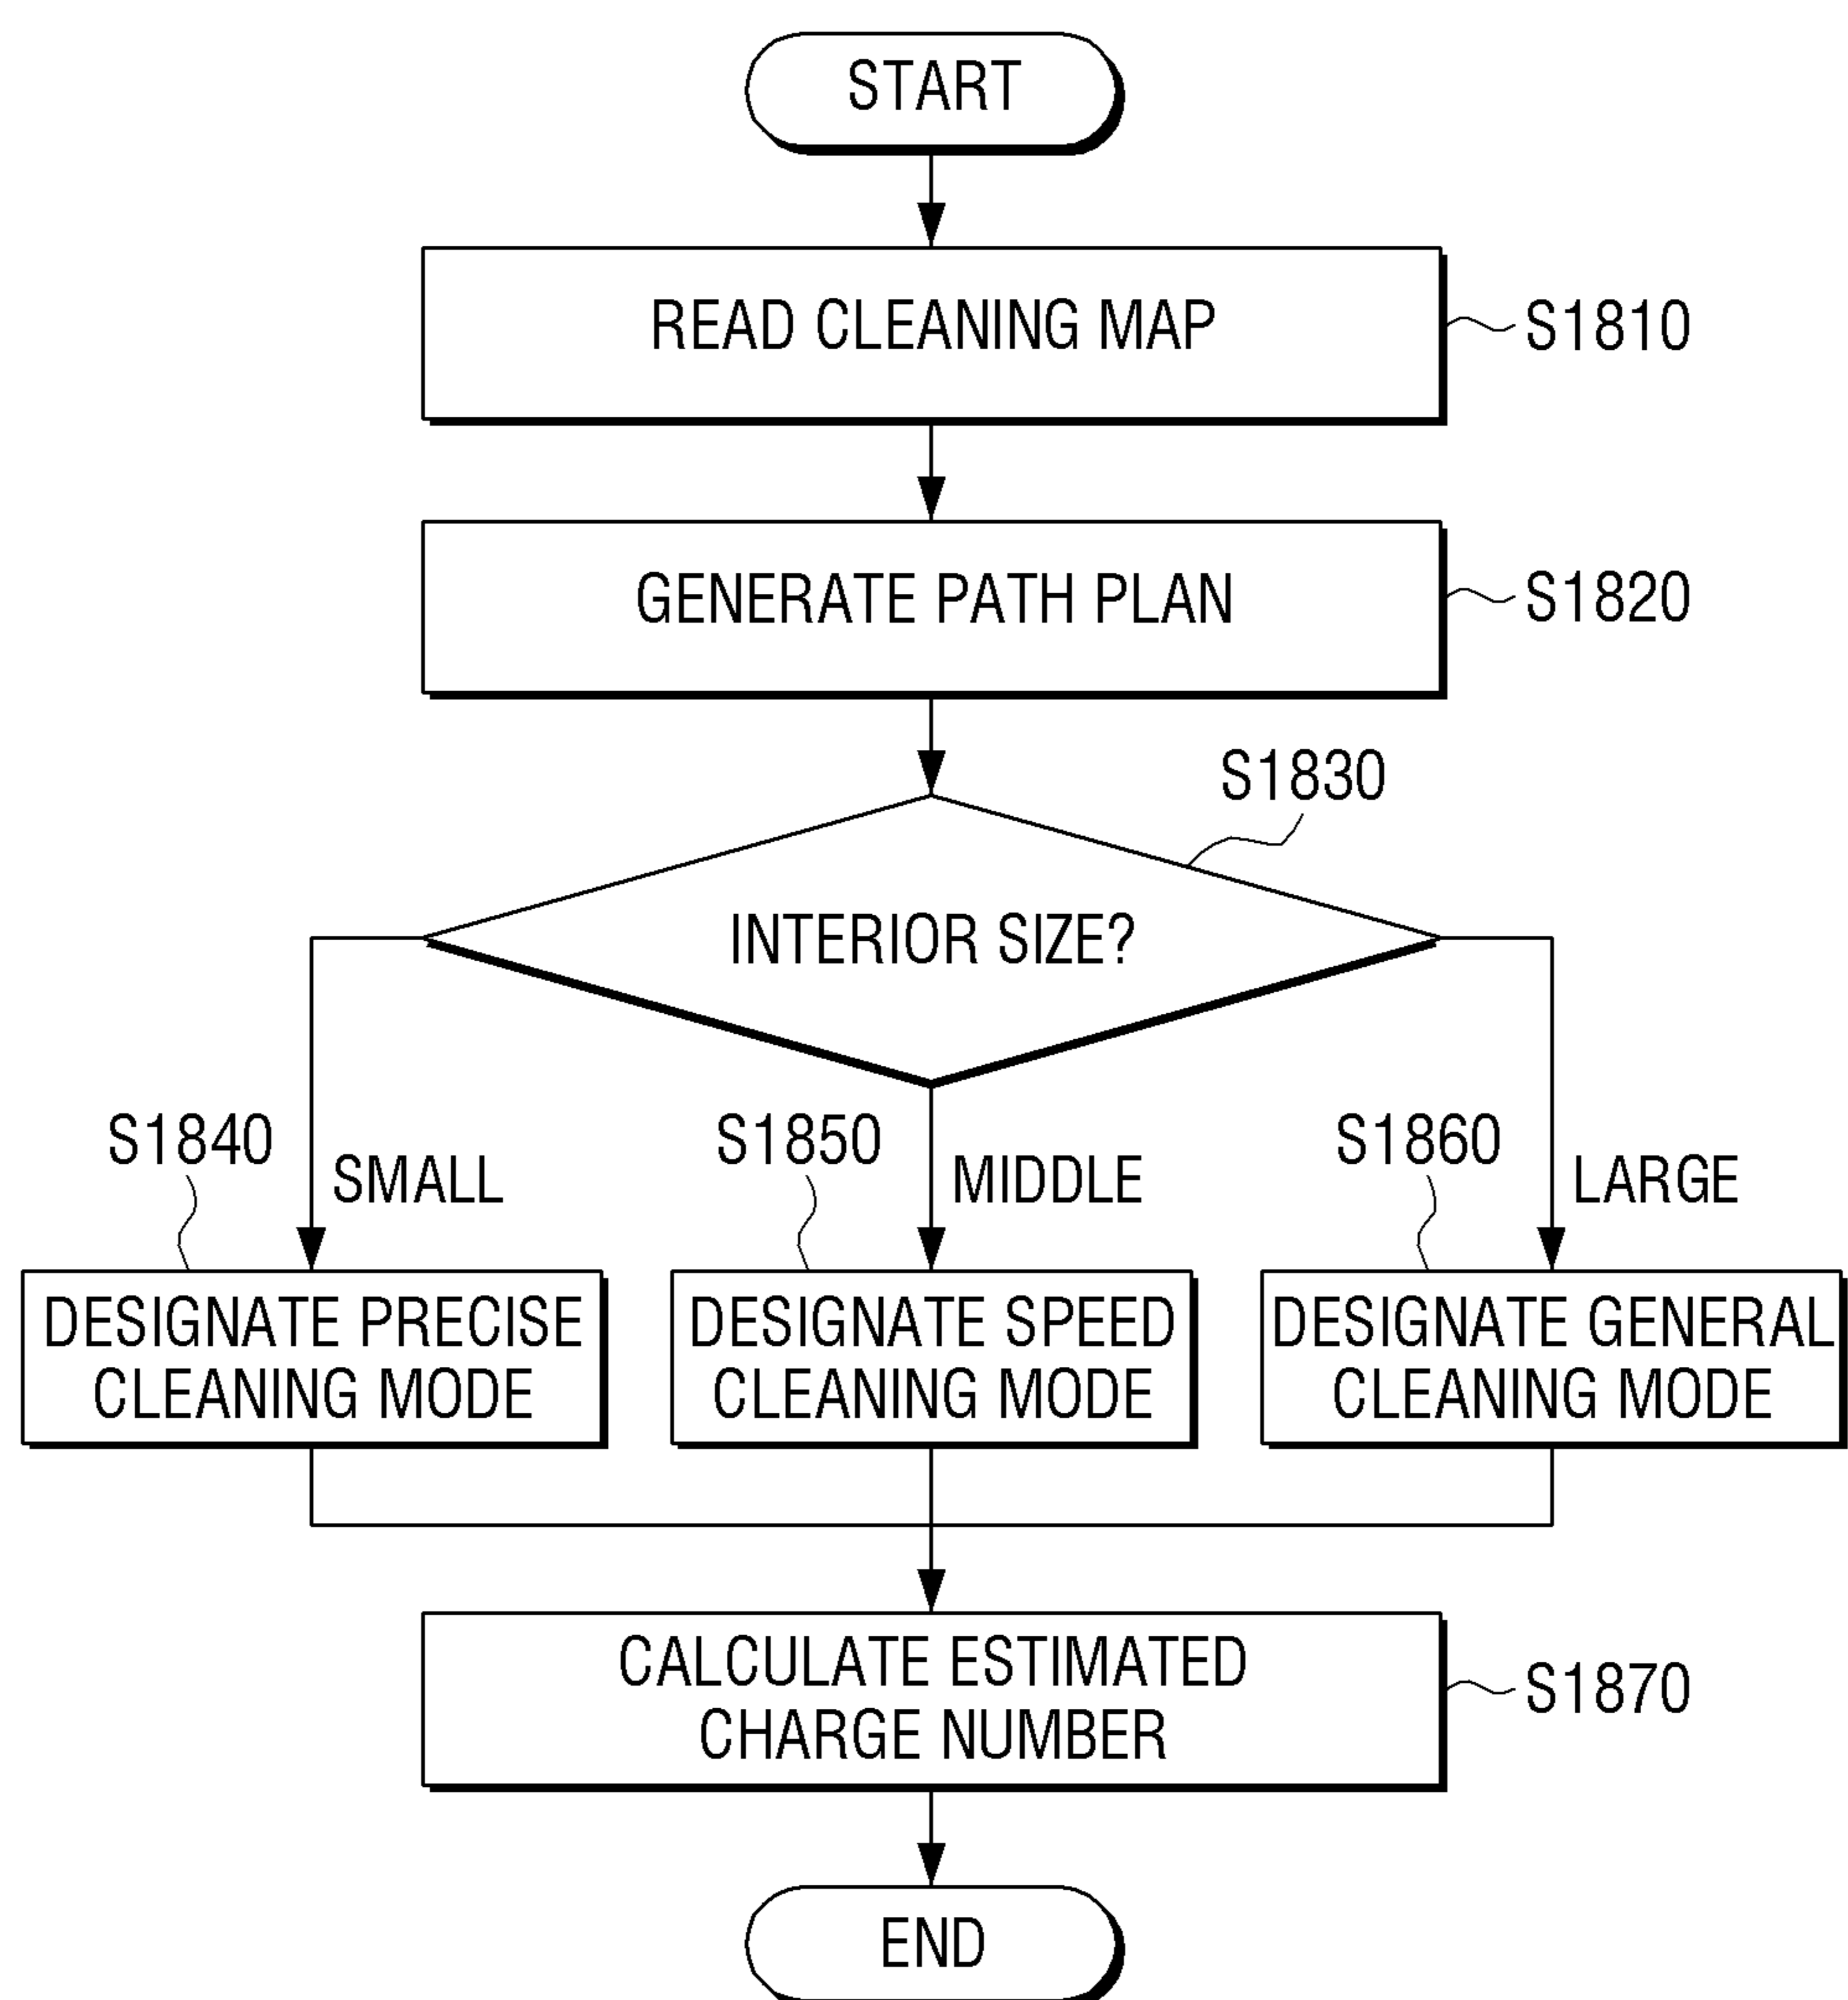 START
READ CLEANING MAP
S1810
GENERATE PATH PLAN
S1820
S1830
INTERIOR SIZE?
S1840
SMALL
S1850
MIDDLE
S1860
LARGE
DESIGNATE PRECISE
CLEANING MODE
DESIGNATE SPEED
CLEANING MODE
DESIGNATE GENERAL
CLEANING MODE
CALCULATE ESTIMATED
CHARGE NUMBER
S1870
END